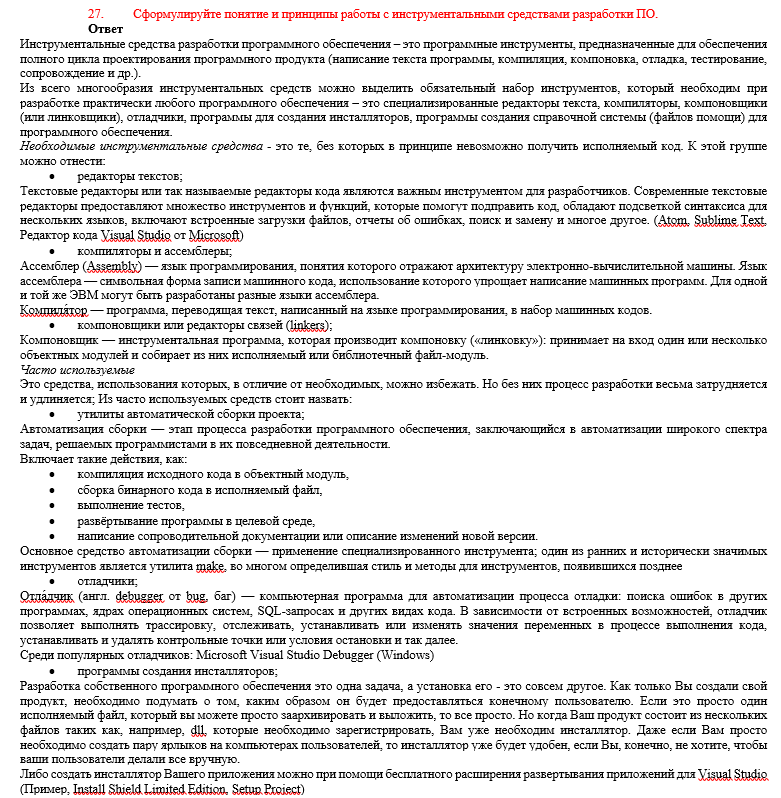 27. Сформулируйте понятие и принципы работы с инструментальными средствами разработки ПО.
Ответ
Инструментальные средства разработки программного обеспечения – это программные инструменты, предназначенные для обеспечения
полного цикла проектирования программного продукта (написание текста программы, компиляция, компоновка, отладка, тестирование,
сопровождение и др.).
Из всего многообразия инструментальных средств можно выделить обязательный набор инструментов, который необходим при
разработке практически любого программного обеспечения – это специализированные редакторы текста, компиляторы, компоновщики
(или линковщики), отладчики, программы для создания инсталляторов, программы создания справочной системы (файлов помощи) для
программного обеспечения.
Необходимые инструментальные средства - это те, без которых в принципе невозможно получить исполняемый код. К этой группе
можно отнести:
• редакторы текстов;
Текстовые редакторы или так называемые редакторы кода являются важным инструментом для разработчиков. Современные текстовые
редакторы предоставляют множество инструментов и функций, которые помогут подправить код, обладают подсветкой синтаксиса для
нескольких языков, включают встроенные загрузки файлов, отчеты об ошибках, поиск и замену и многое другое. (Atom, Sublime Text,
Редактор кода Visual Studio от Microsoft)
• компиляторы и ассемблеры;
Ассемблер (Assembly) — язык программирования, понятия которого отражают архитектуру электронно-вычислительной машины. Язык
ассемблера — символьная форма записи машинного кода, использование которого упрощает написание машинных программ. Для одной
и той же ЭВМ могут быть разработаны разные языки ассемблера.
Компиля́тор — программа, переводящая текст, написанный на языке программирования, в набор машинных кодов.
• компоновщики или редакторы связей (linkers);
Компоновщик — инструментальная программа, которая производит компоновку («линковку»): принимает на вход один или несколько
объектных модулей и собирает из них исполняемый или библиотечный файл-модуль.
Часто используемые
Это средства, использования которых, в отличие от необходимых, можно избежать. Но без них процесс разработки весьма затрудняется
и удлиняется; Из часто используемых средств стоит назвать:
• утилиты автоматической сборки проекта;
Автоматизация сборки — этап процесса разработки программного обеспечения, заключающийся в автоматизации широкого спектра
задач, решаемых программистами в их повседневной деятельности.
Включает такие действия, как:
• компиляция исходного кода в объектный модуль,
• сборка бинарного кода в исполняемый файл,
• выполнение тестов,
• развёртывание программы в целевой среде,
• написание сопроводительной документации или описание изменений новой версии.
Основное средство автоматизации сборки — применение специализированного инструмента; один из ранних и исторически значимых
инструментов является утилита make, во многом определившая стиль и методы для инструментов, появившихся позднее
• отладчики;
Отла́дчик (англ. debugger от bug, баг) — компьютерная программа для автоматизации процесса отладки: поиска ошибок в других
программах, ядрах операционных систем, SQL-запросах и других видах кода. В зависимости от встроенных возможностей, отладчик
позволяет выполнять трассировку, отслеживать, устанавливать или изменять значения переменных в процессе выполнения кода,
устанавливать и удалять контрольные точки или условия остановки и так далее.
Среди популярных отладчиков: Microsoft Visual Studio Debugger (Windows)
• программы создания инсталляторов;
Разработка собственного программного обеспечения это одна задача, а установка его - это совсем другое. Как только Вы создали свой
продукт, необходимо подумать о том, каким образом он будет предоставляться конечному пользователю. Если это просто один
исполняемый файл, который вы можете просто заархивировать и выложить, то все просто. Но когда Ваш продукт состоит из нескольких
файлов таких как, например, dll, которые необходимо зарегистрировать, Вам уже необходим инсталлятор. Даже если Вам просто
необходимо создать пару ярлыков на компьютерах пользователей, то инсталлятор уже будет удобен, если Вы, конечно, не хотите, чтобы
ваши пользователи делали все вручную.
Либо создать инсталлятор Вашего приложения можно при помощи бесплатного расширения развертывания приложений для Visual Studio
(Пример, Install Shield Limited Edition, Setup Project)